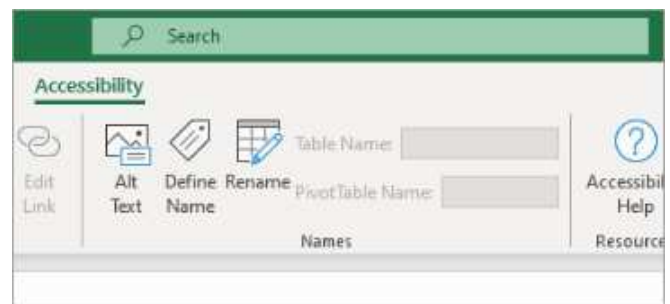 Search
Accessibility
Edit Link
Alt Text
Define Name
Rename
Table Name:
PivotTable Name:
Accessibil
Help
Names
Resource